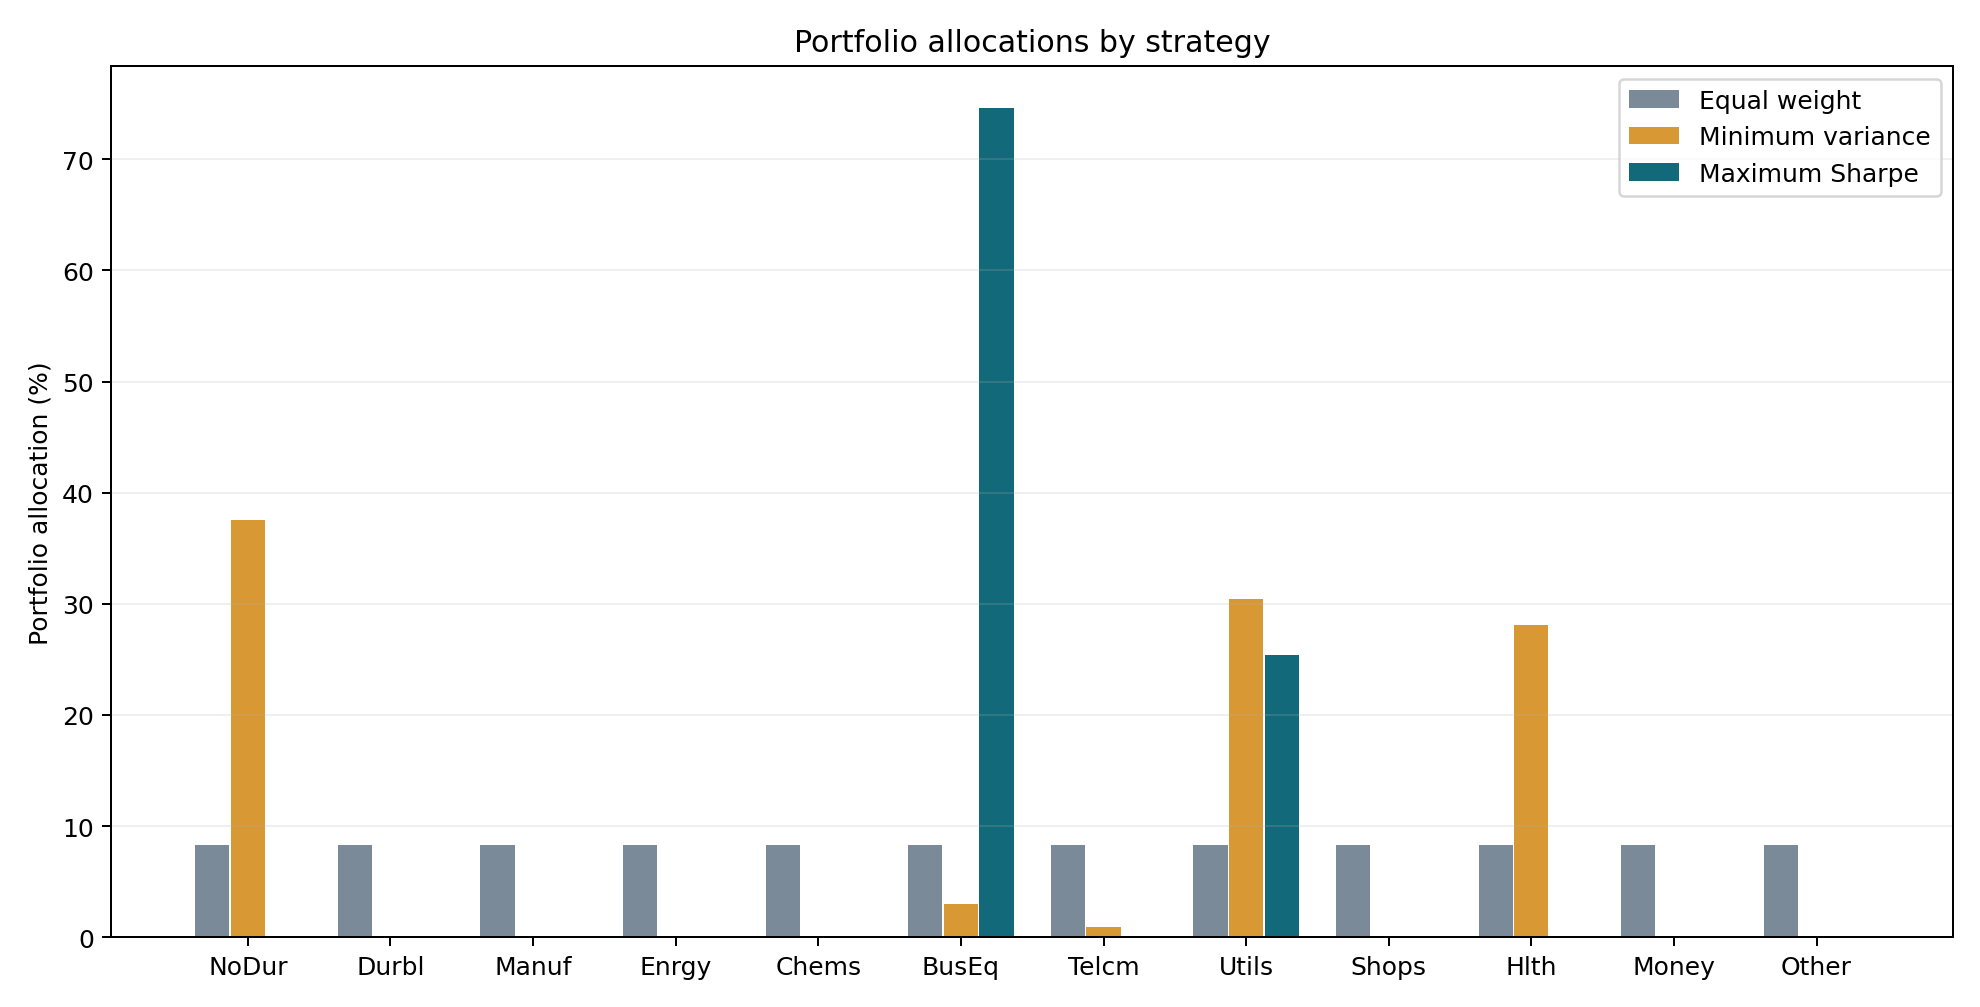 Portfolio allocations by strategy
Equal weight
Minimum variance
Maximum Sharpe
Portfolio allocation (%)
70
60
50
40
30
20
10
0
NoDur Durbl Manuf Enrgy Chems BusEq Telcm Utils Shops Hlth Money Other